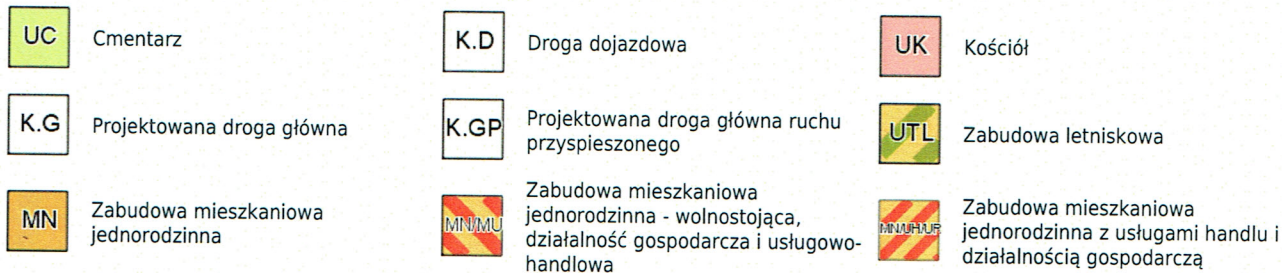 UC Cmentarz
K.D Droga dojazdowa
UK Kościół
K.G Projektowana droga główna
K.GP Projektowana droga główna ruchu
przyspieszonego
UTL Zabudowa letniskowa
MN Zabudowa mieszkaniowa
jednorodzinna
MN/MU Zabudowa mieszkaniowa
jednorodzinna - wolnostojąca,
działalność gospodarcza i usługowo-
handlowa
MN/UH/UP Zabudowa mieszkaniowa
jednorodzinna z usługami handlu i
działalnością gospodarczą